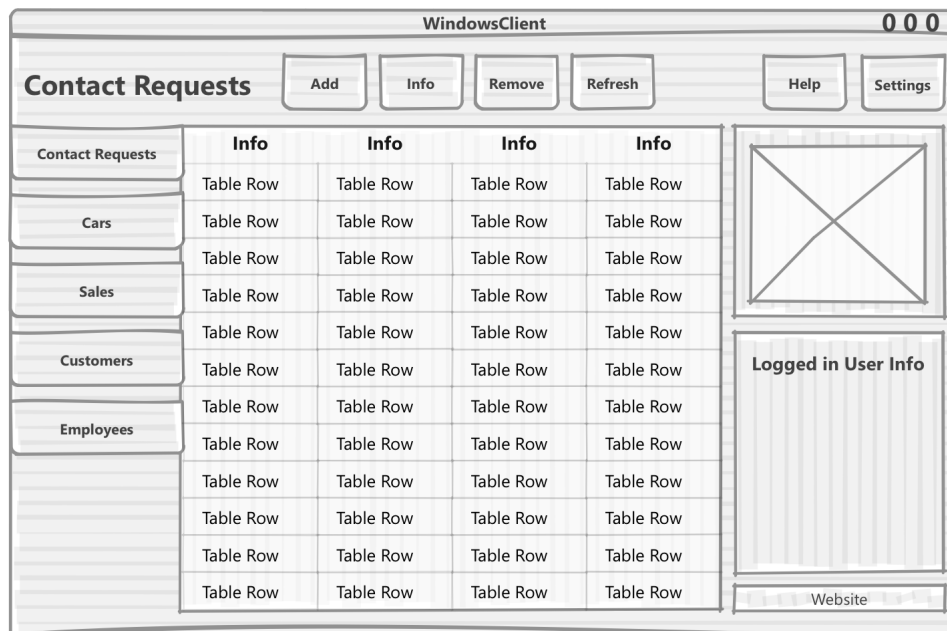 WindowsClient 000
Contact Requests Add Info Remove Refresh Help Settings
Contact Requests
Cars
Sales
Customers
Employees
Info Info Info Info
Table Row Table Row Table Row Table Row
Table Row Table Row Table Row Table Row
Table Row Table Row Table Row Table Row
Table Row Table Row Table Row Table Row
Table Row Table Row Table Row Table Row
Table Row Table Row Table Row Table Row
Table Row Table Row Table Row Table Row
Table Row Table Row Table Row Table Row
Table Row Table Row Table Row Table Row
Table Row Table Row Table Row Table Row
Table Row Table Row Table Row Table Row
Table Row Table Row Table Row Table Row
Logged in User Info
Website